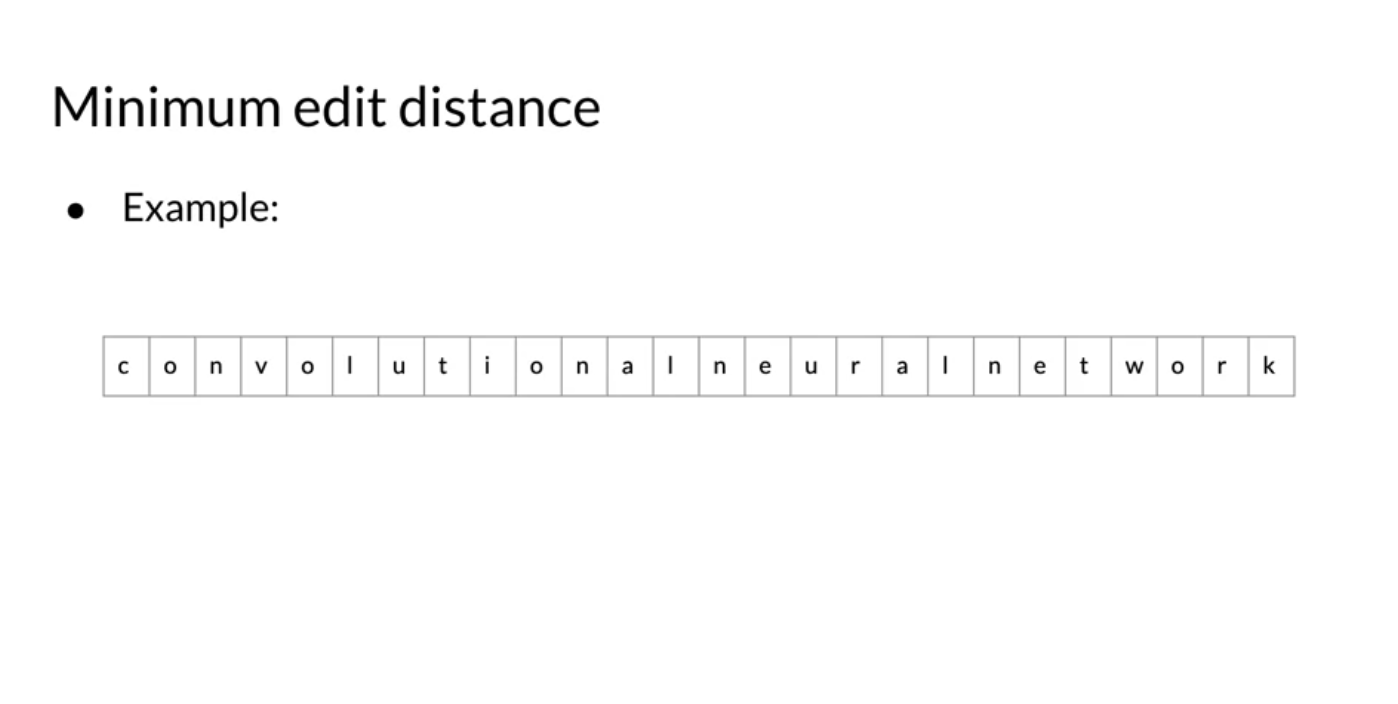 Minimum edit distance
● Example:
c o n v o l u t i o n a l n e u r a l n e t w o r k